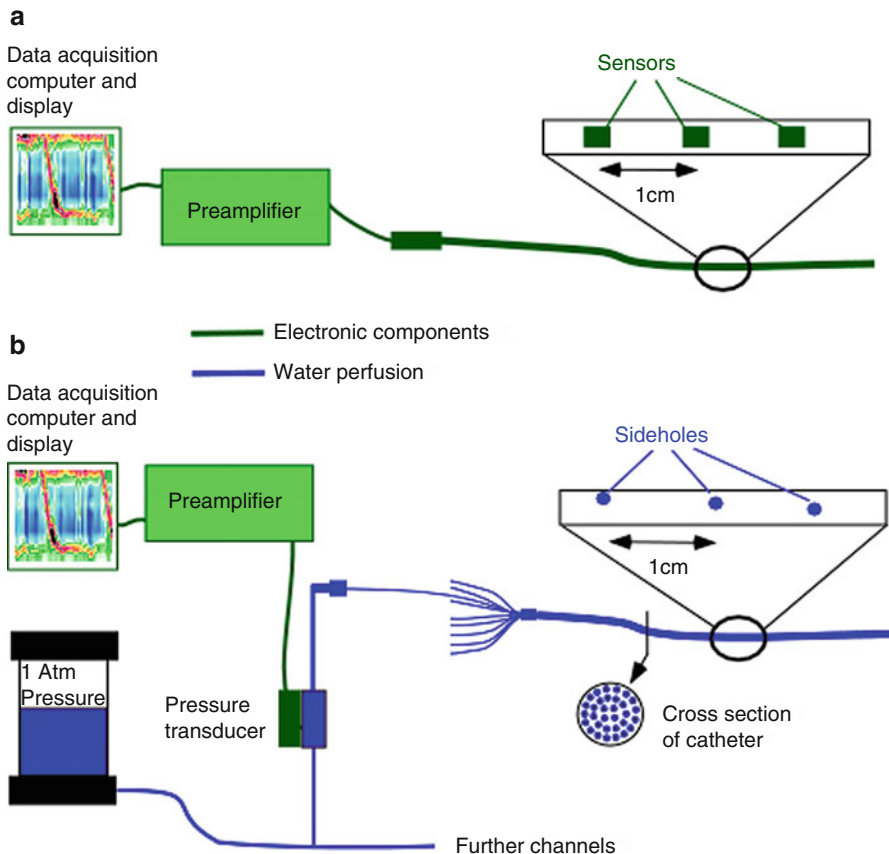 a
Data acquisition
computer and
display
Preamplifier
Sensors
1cm
Electronic components
Water perfusion
b
Data acquisition
computer and
display
Preamplifier
Sideholes
1cm
1 Atm
Pressure
Pressure
transducer
Cross section
of catheter
Further channels